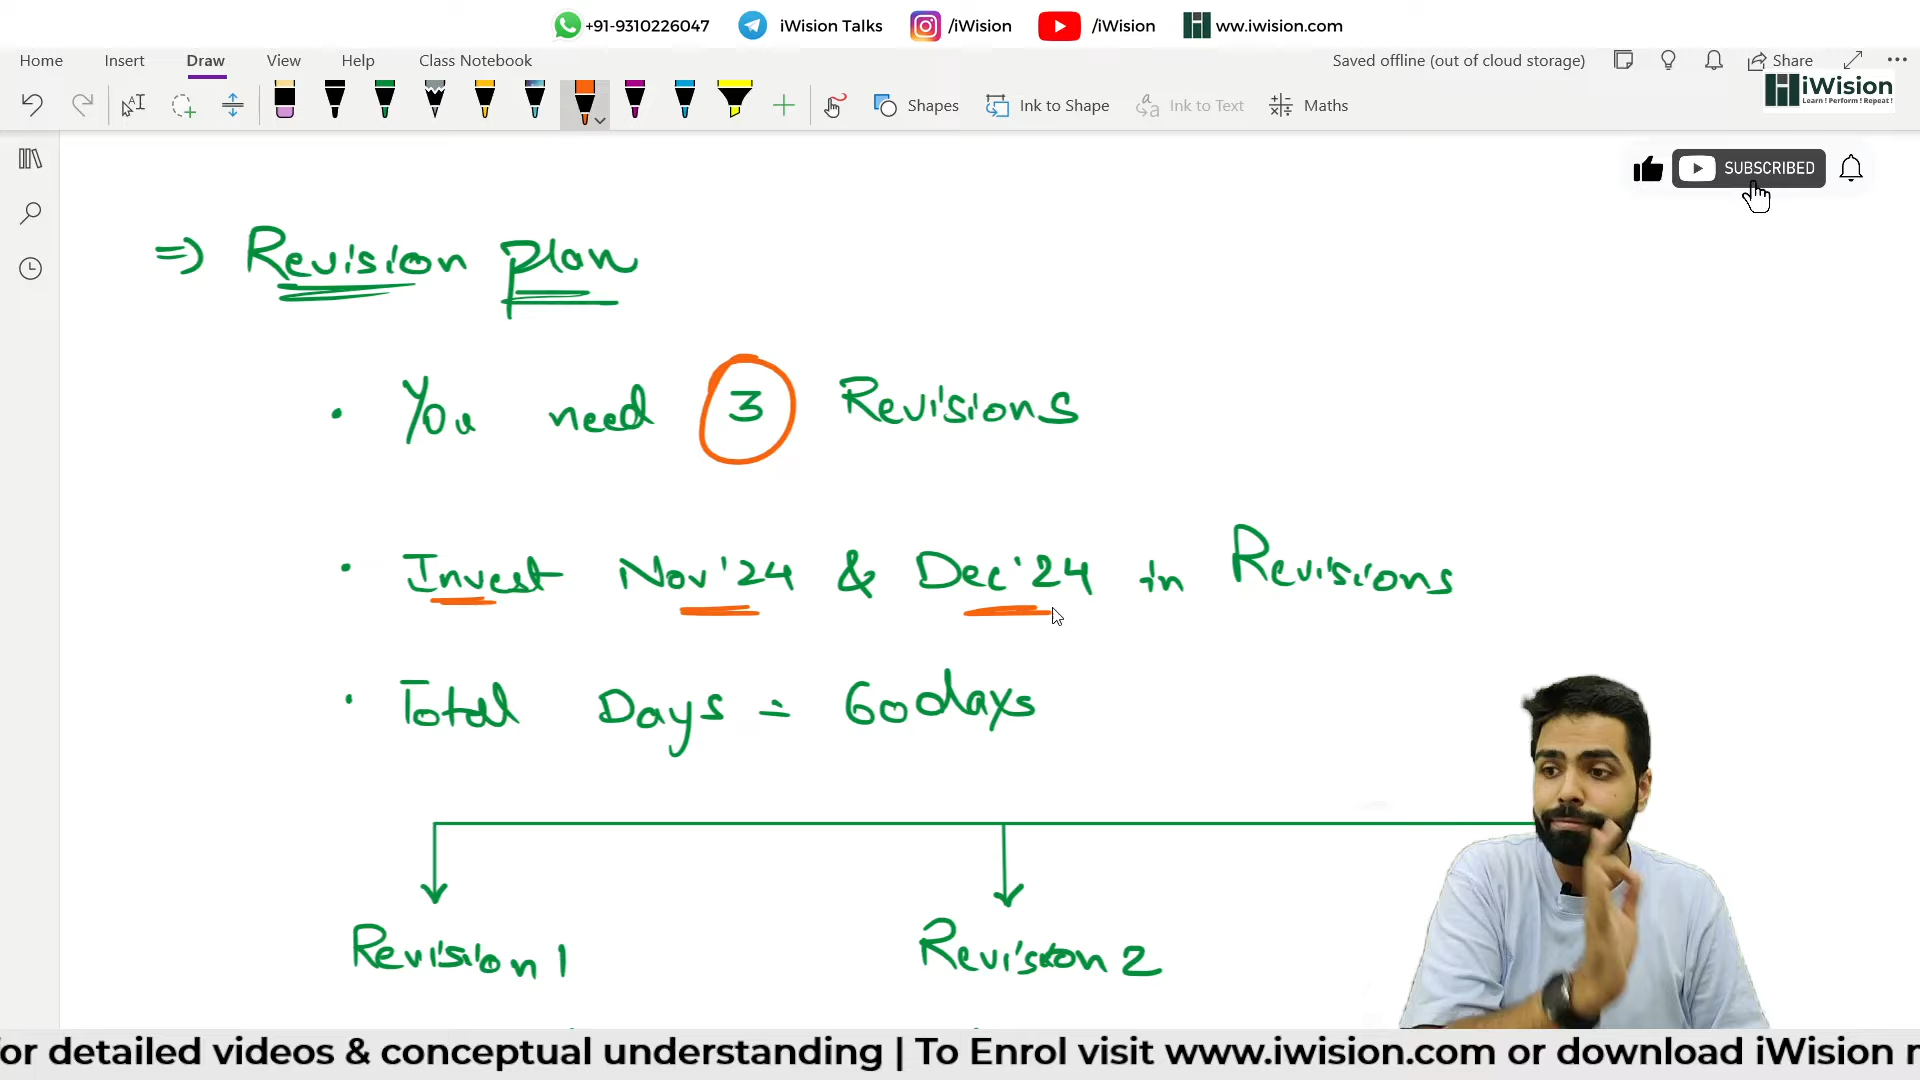 +91-9310226047 iWision Talks /iWision /iWision ww.iwision.com
Home Insert Draw View Help Class Notebook Saved offline (out of cloud storage) Share
Shapes Ink to Shape Ink to Text Maths
iWision
Learn ! Perform ! Repeat !
SUBSCRIBED
=> Revision plan
• You need 3 Revisions
• Invest Nov'24 & Dec'24 in Revisions
• Total Days = 60days
Revision 1 Revision 2
or detailed videos & conceptual understanding | To Enrol visit www.iwision.com or download iWision